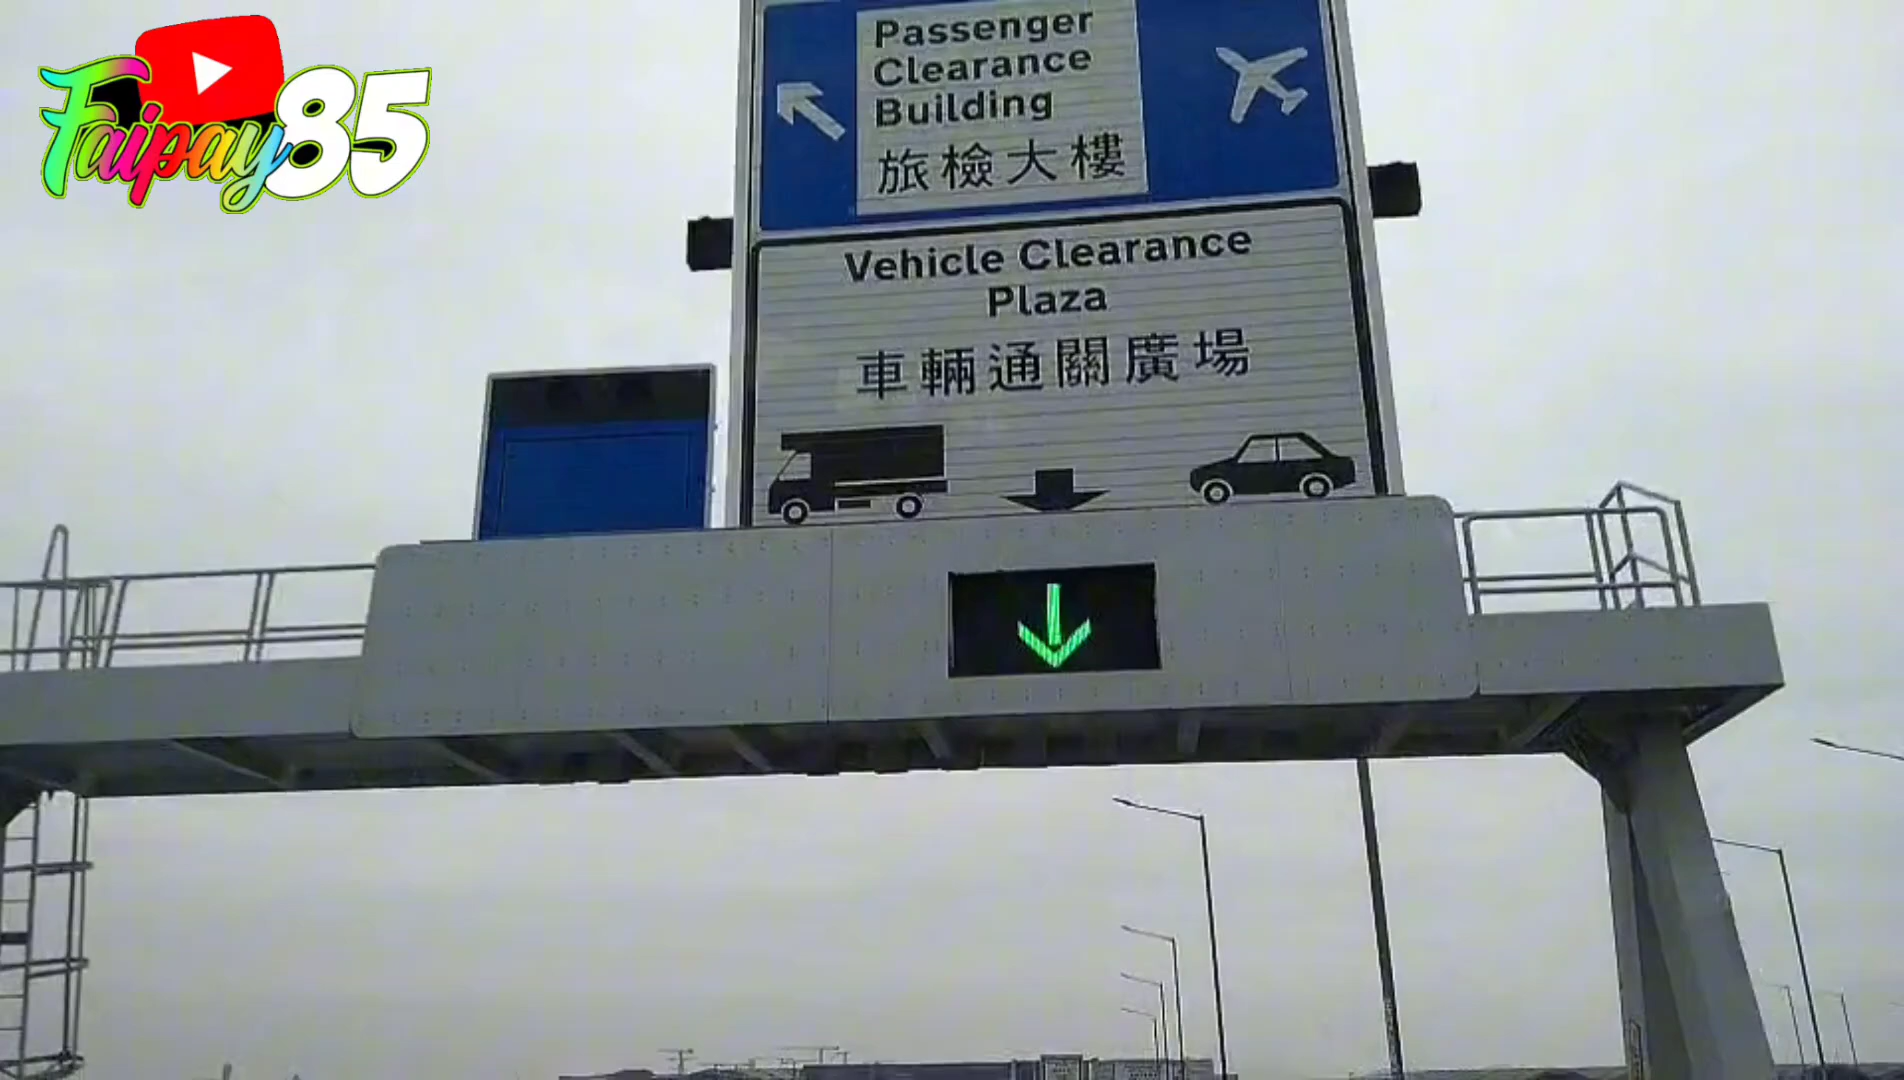 Faipay85
Passenger
Clearance
Building
旅檢大樓
Vehicle Clearance
Plaza
車輛通關廣場